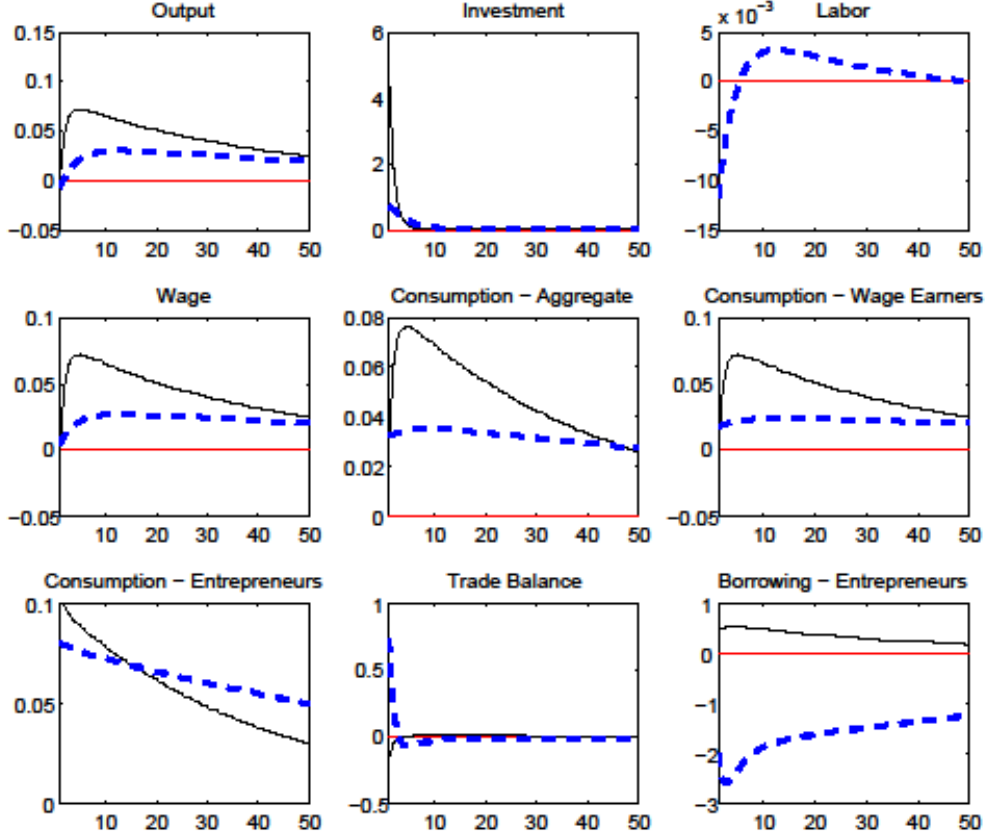 Output
0.15
0.1
0.05
0
−0.05
10 20 30 40 50
Investment
6
4
2
0
10 20 30 40 50
Labor
5 x 10⁻³
0
−5
−10
−15
10 20 30 40 50
Wage
0.1
0.05
0
−0.05
10 20 30 40 50
Consumption − Aggregate
0.08
0.06
0.04
0.02
0
10 20 30 40 50
Consumption − Wage Earners
0.1
0.05
0
−0.05
10 20 30 40 50
Consumption − Entrepreneurs
0.1
0.05
0
10 20 30 40 50
Trade Balance
1
0.5
0
−0.5
10 20 30 40 50
Borrowing − Entrepreneurs
1
0
−1
−2
−3
10 20 30 40 50